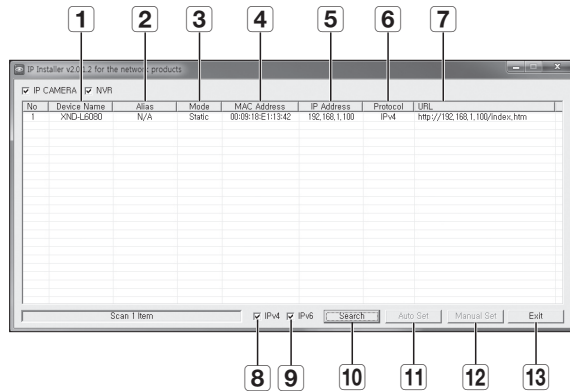 1 2 3 4 5 6 7
IP Installer v2.0.1.2 for the network products
IP CAMERA NVR
No Device Name Alias Mode MAC Address IP Address Protocol URL
1 XND-L6080 N/A Static 00:09:18:E1:13:42 192,168,1,100 IPv4 http://192,168,1,100/index,htm
Scan 1 Item IPv4 IPv6 Search Auto Set Manual Set Exit
8 9 10 11 12 13